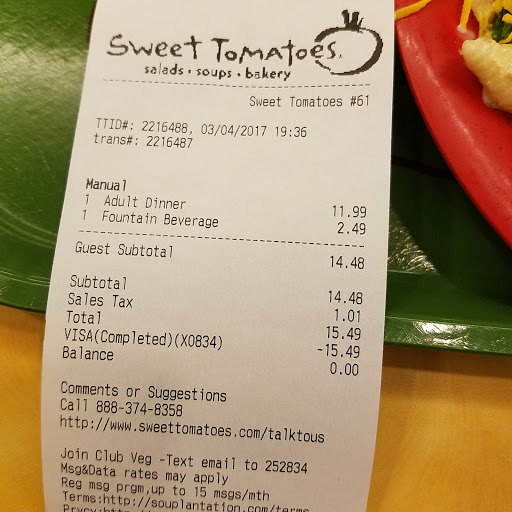 Sweet Tomatoes
salads • soups • bakery
Sweet Tomatoes #61
TTID#: 2216488, 03/04/2017 19:36
trans#: 2216487
Manual
1 Adult Dinner 11.99
1 Fountain Beverage 2.49
Guest Subtotal 14.48
Subtotal 14.48
Sales Tax 1.01
Total 15.49
VISA(Completed)(X0834) -15.49
Balance 0.00
Comments or Suggestions
Call 888-374-8358
http://www.sweettomatoes.com/talktous
Join Club Veg -Text email to 252834
Msg&Data rates may apply
Reg msg prgm,up to 15 msgs/mth
Terms:http://souplantation.com/terms